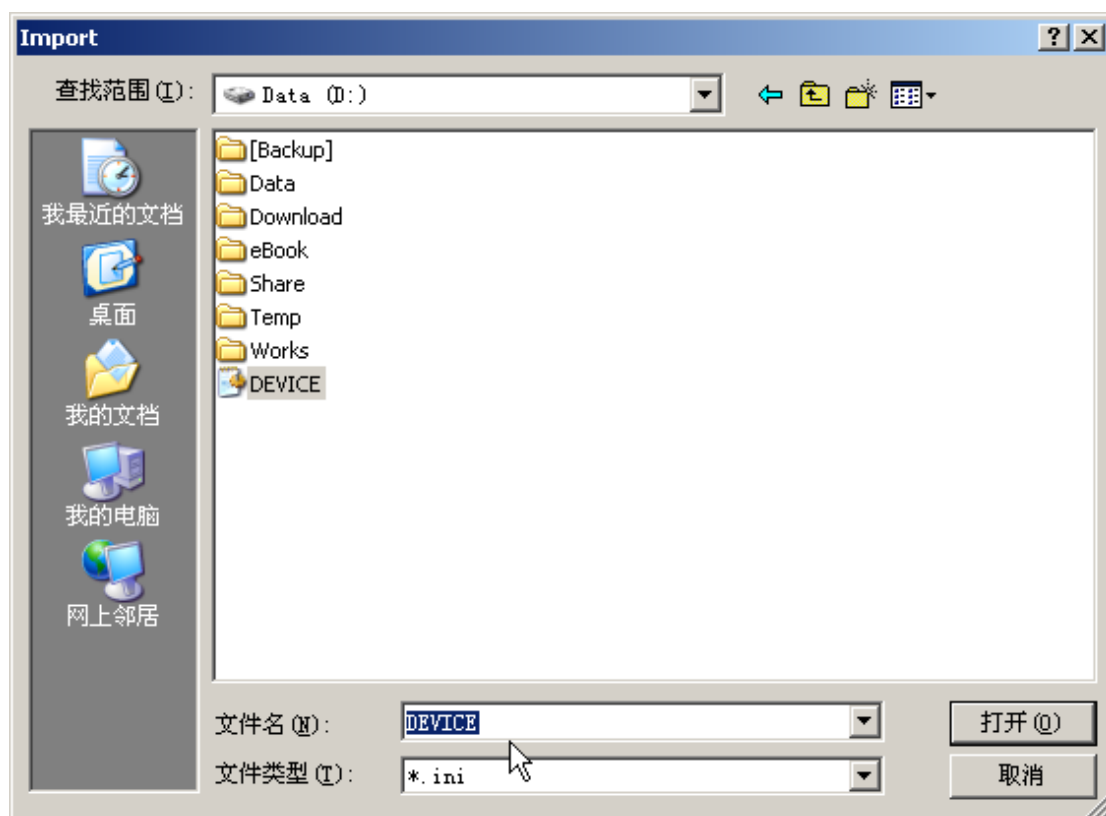 Import
查找范围(I):
Data (D:)
我最近的文档
桌面
我的文档
我的电脑
网上邻居
[Backup]
Data
Download
eBook
Share
Temp
Works
DEVICE
文件名(N):
DEVICE
打开(O)
文件类型(T):
*.ini
取消